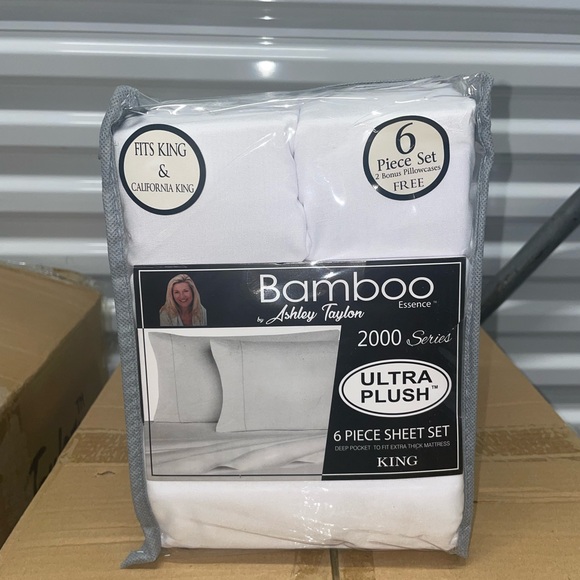 FITS KING
&
CALIFORNIA KING
6
Piece Set
2 Bonus Pillowcases
FREE
Bamboo
Essence™
by Ashley Taylon
2000 Series
ULTRA
PLUSH™
6 PIECE SHEET SET
DEEP POCKET TO FIT EXTRA THICK MATTRESS
KING